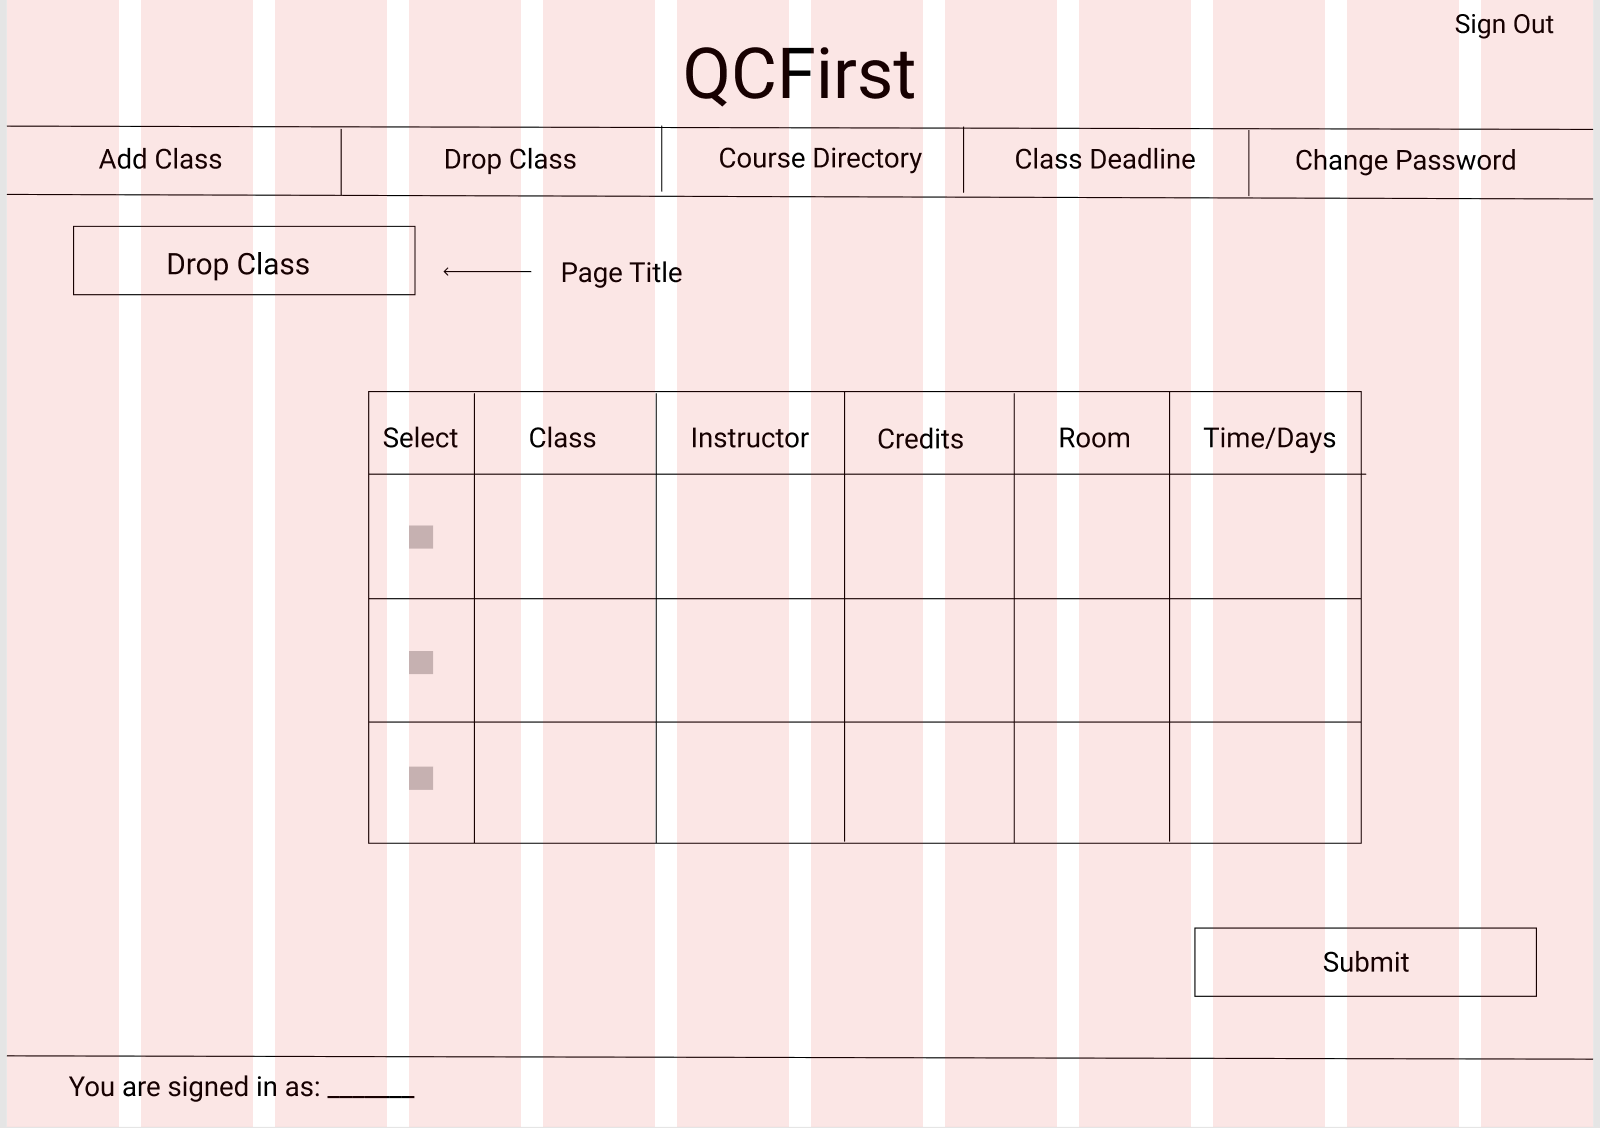 Sign Out
QCFirst
Add Class Drop Class Course Directory Class Deadline Change Password
Drop Class Page Title
Select Class Instructor Credits Room Time/Days
Submit
You are signed in as: _______